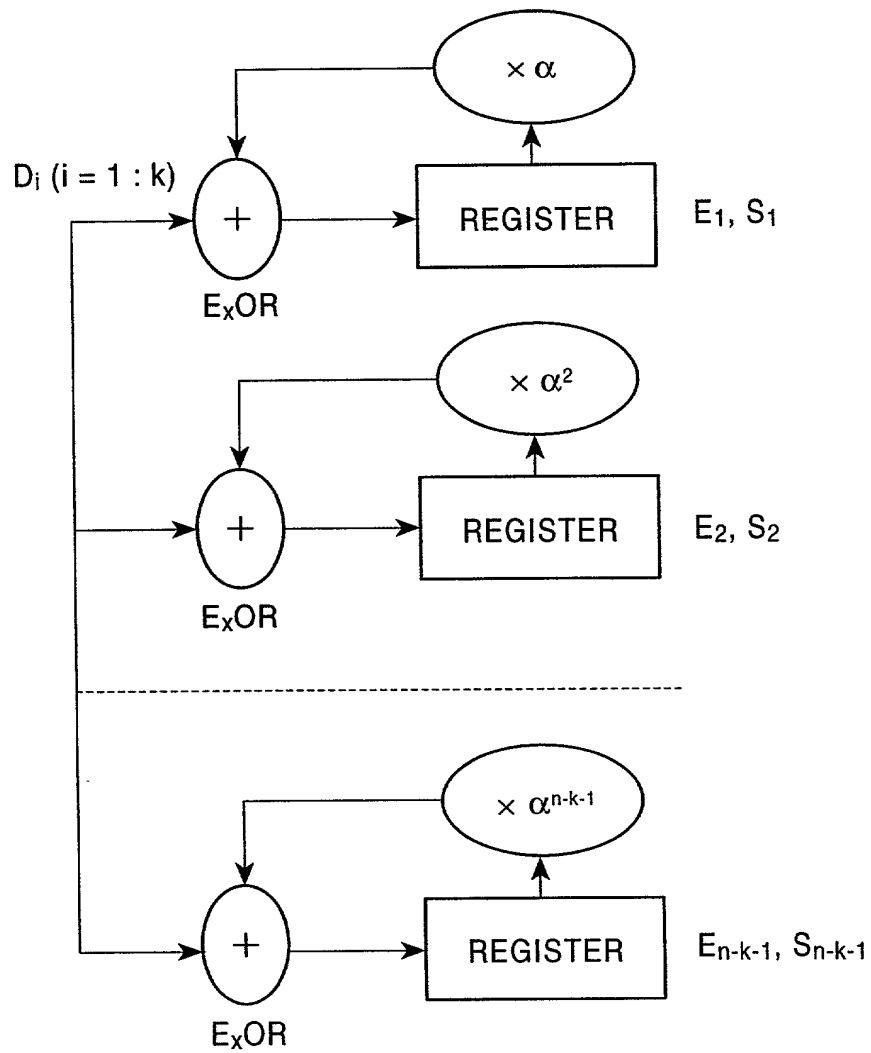 × α
Dᵢ (i = 1 : k)
+
REGISTER
E₁, S₁
EₓOR
× α²
+
REGISTER
E₂, S₂
EₓOR
× αⁿ⁻ᵏ⁻¹
+
REGISTER
Eₙ₋ₖ₋₁, Sₙ₋ₖ₋₁
EₓOR